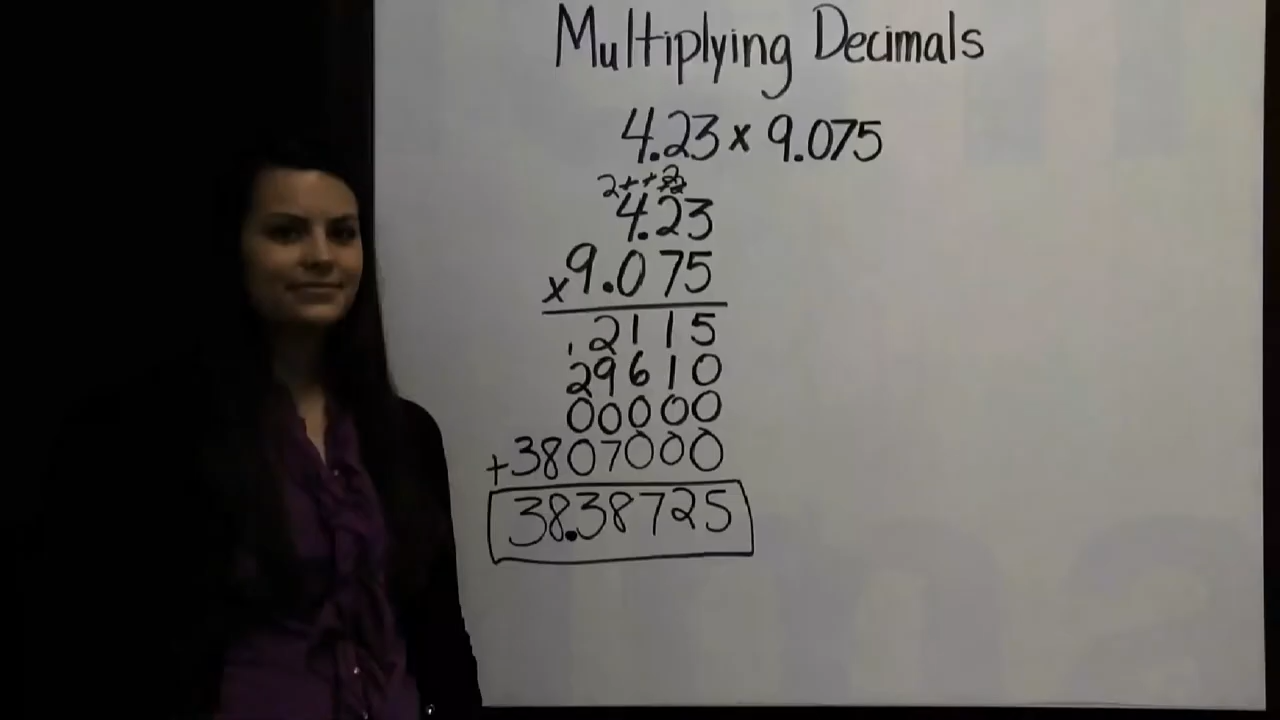 Multiplying Decimals
4.23 x 9.075
4.23
x9.075
2115
29610
00000
+3807000
38.38725